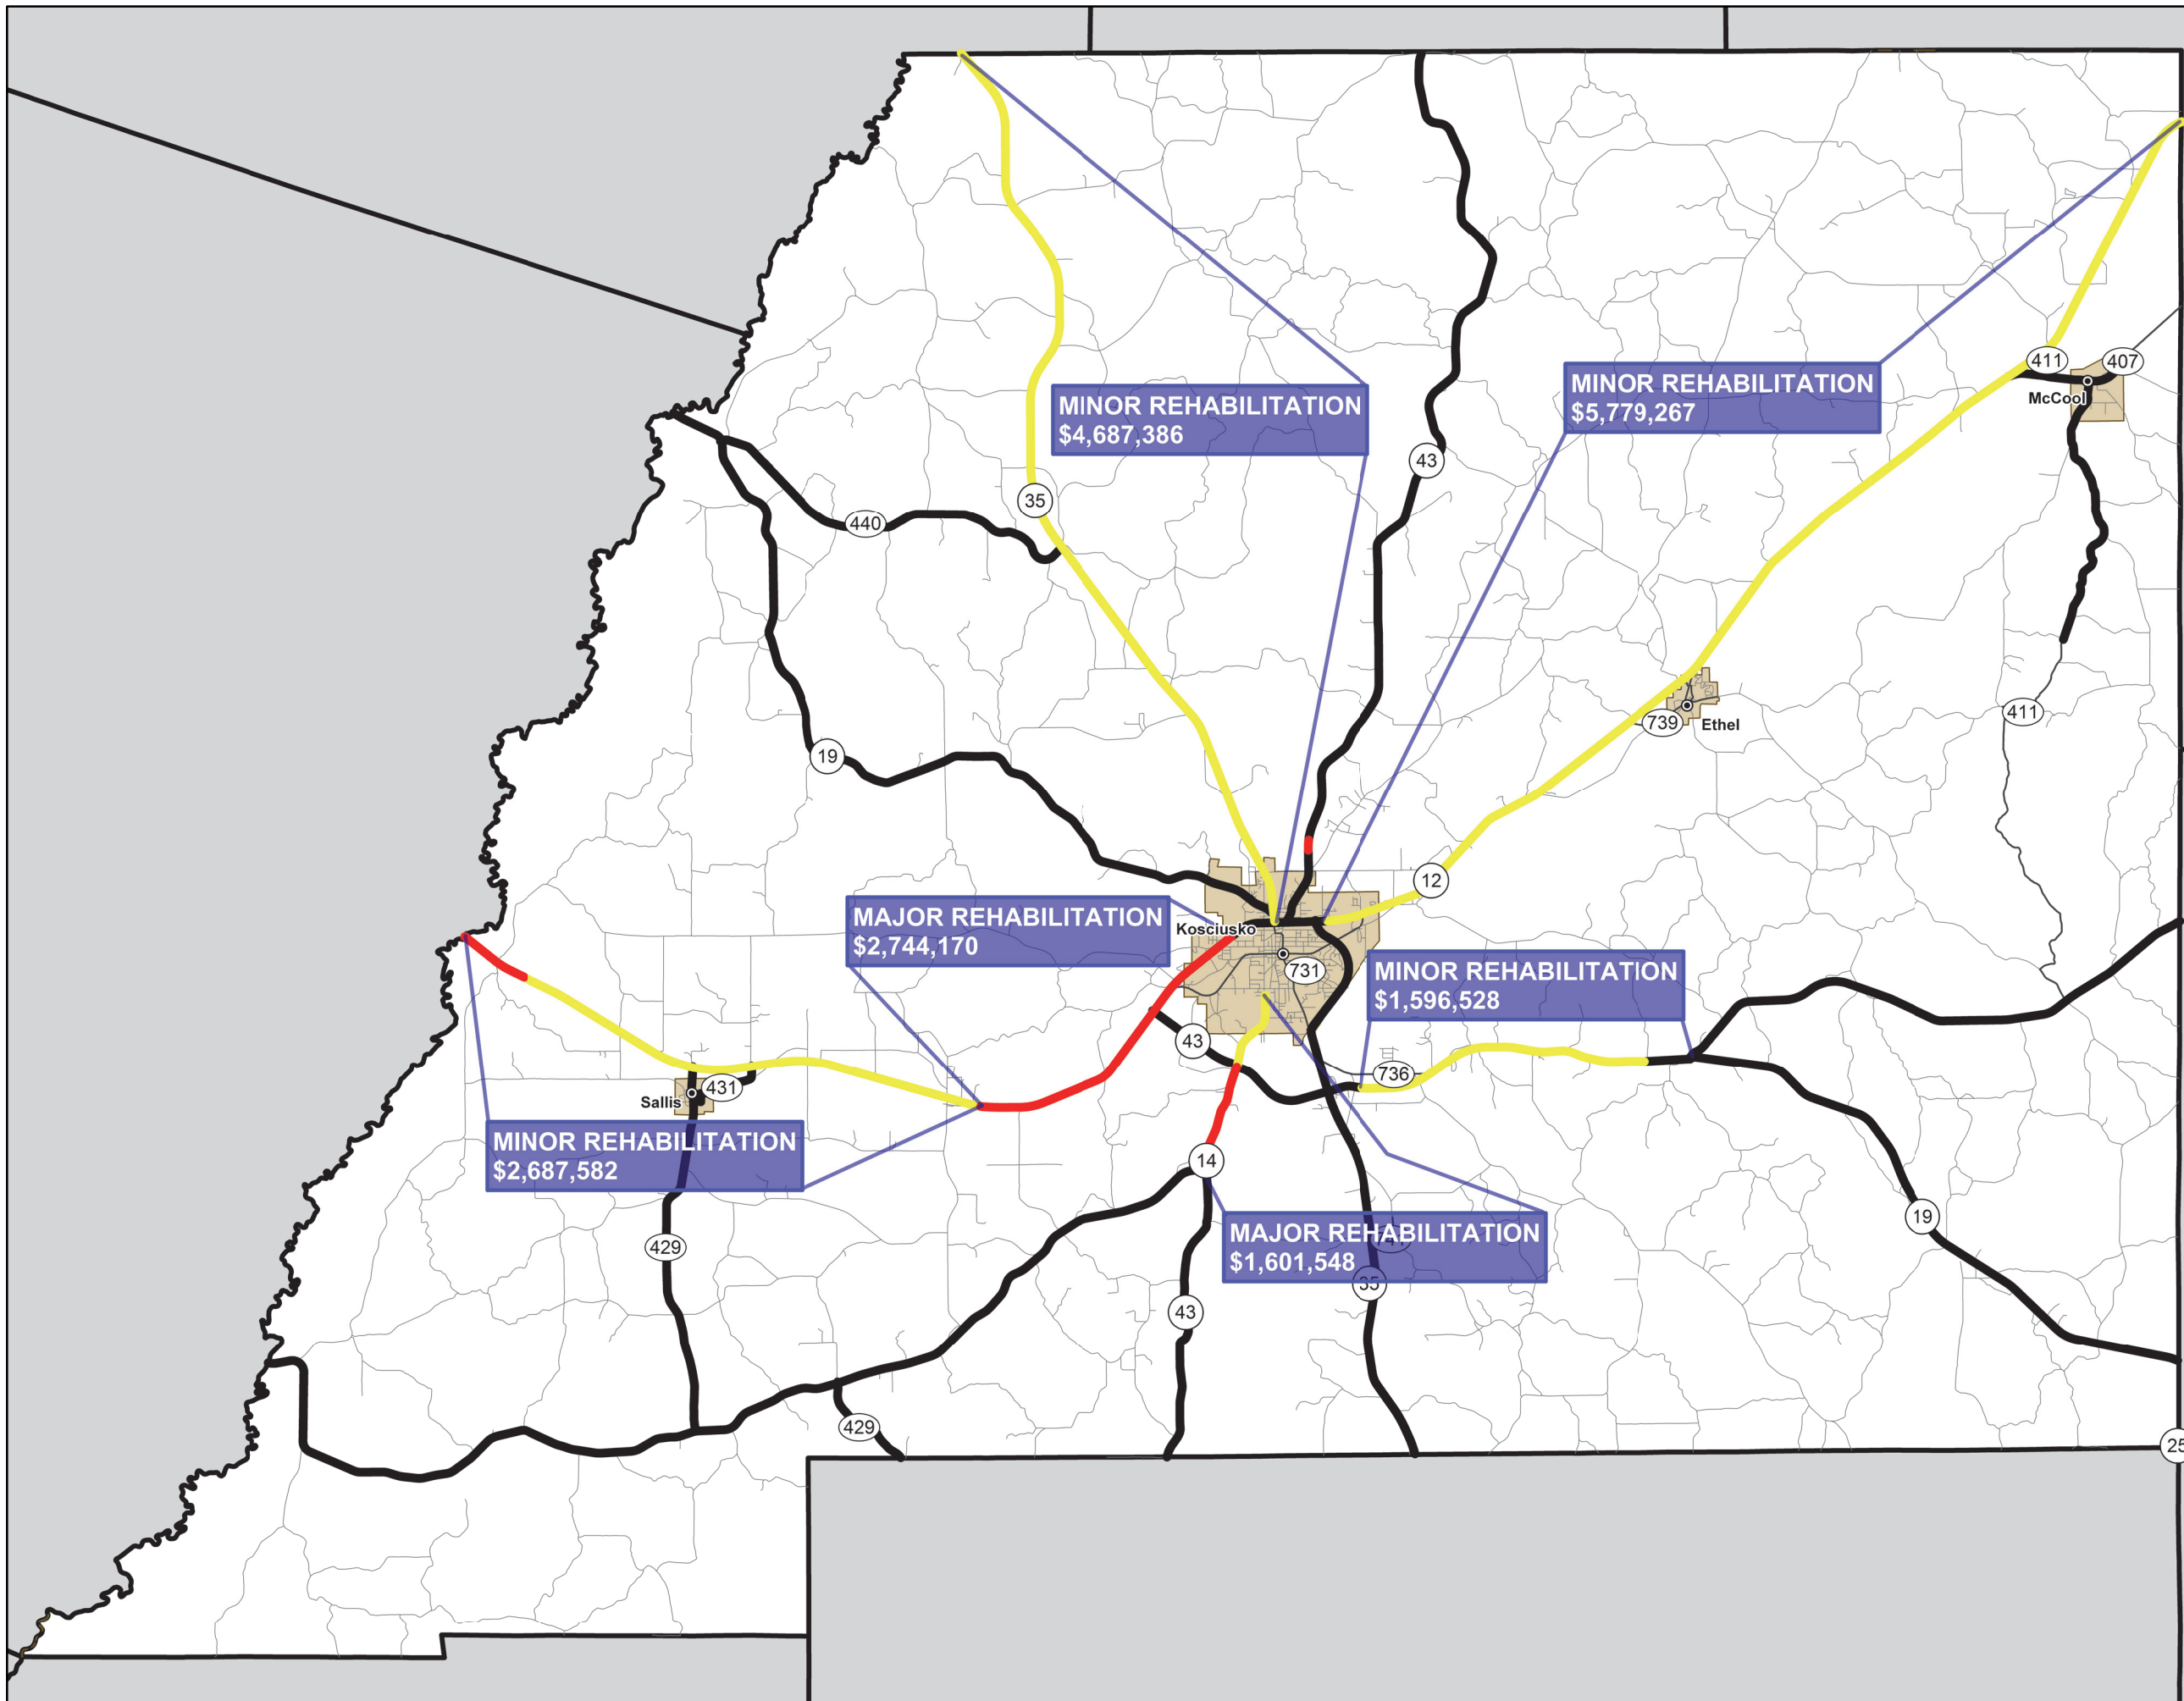 411
407
McCool
MINOR REHABILITATION
$5,779,267
MINOR REHABILITATION
$4,687,386
43
35
440
411
739
Ethel
19
12
MAJOR REHABILITATION
$2,744,170
Kosciusko
731
MINOR REHABILITATION
$1,596,528
43
736
431
Sallis
MINOR REHABILITATION
$2,687,582
14
19
MAJOR REHABILITATION
$1,601,548
429
35
43
429
25